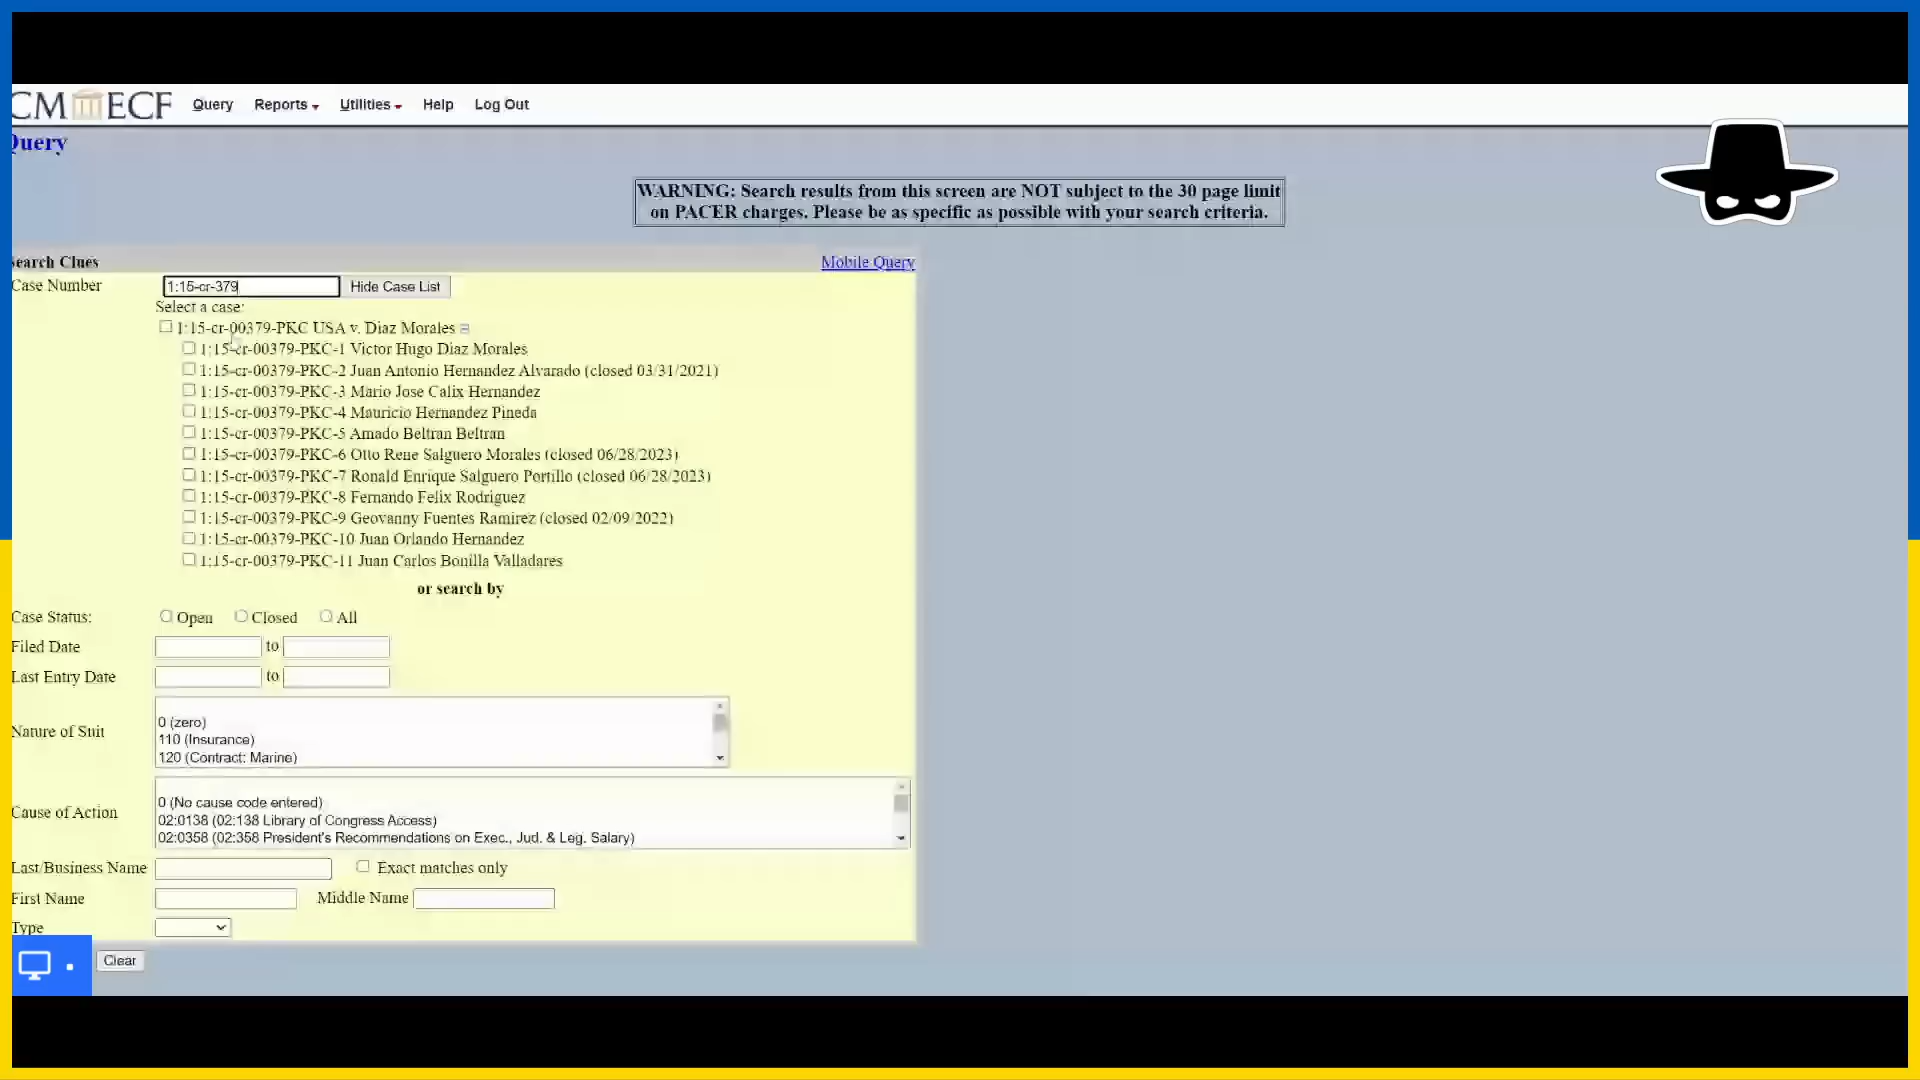 CM ECF Query Reports Utilities Help Log Out
Query
WARNING: Search results from this screen are NOT subject to the 30 page limit
on PACER charges. Please be as specific as possible with your search criteria.
Search Clues Mobile Query
Case Number 1:15-cr-379 Hide Case List
Select a case:
1:15-cr-00379-PKC USA v. Diaz Morales
1:15-cr-00379-PKC-1 Victor Hugo Diaz Morales
1:15-cr-00379-PKC-2 Juan Antonio Hernandez Alvarado (closed 03/31/2021)
1:15-cr-00379-PKC-3 Mario Jose Calix Hernandez
1:15-cr-00379-PKC-4 Mauricio Hernandez Pineda
1:15-cr-00379-PKC-5 Amado Beltran Beltran
1:15-cr-00379-PKC-6 Otto Rene Salguero Morales (closed 06/28/2023)
1:15-cr-00379-PKC-7 Ronald Enrique Salguero Portillo (closed 06/28/2023)
1:15-cr-00379-PKC-8 Fernando Felix Rodriguez
1:15-cr-00379-PKC-9 Geovanny Fuentes Ramirez (closed 02/09/2022)
1:15-cr-00379-PKC-10 Juan Orlando Hernandez
1:15-cr-00379-PKC-11 Juan Carlos Bonilla Valladares
or search by
Case Status: Open Closed All
Filed Date to
Last Entry Date to
Nature of Suit
0 (zero)
110 (Insurance)
120 (Contract: Marine)
Cause of Action
0 (No cause code entered)
02:0138 (02:138 Library of Congress Access)
02:0358 (02:358 President's Recommendations on Exec., Jud. & Leg. Salary)
Last/Business Name Exact matches only
First Name Middle Name
Type
Clear